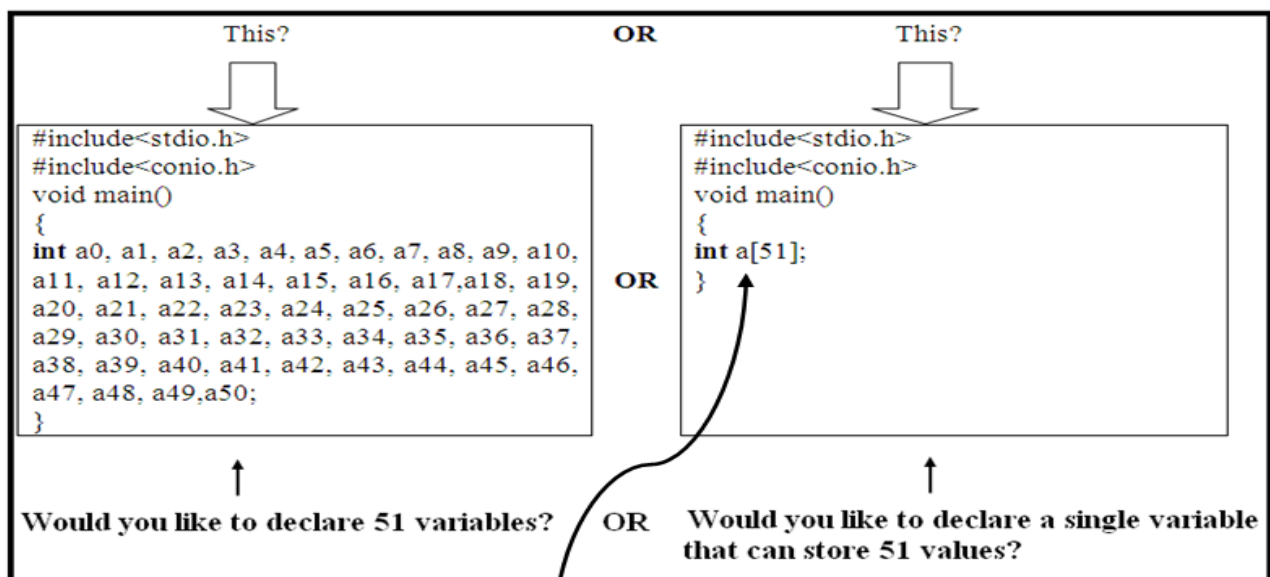 This? OR This?
#include<stdio.h>
#include<conio.h>
void main()
{
int a0, a1, a2, a3, a4, a5, a6, a7, a8, a9, a10,
a11, a12, a13, a14, a15, a16, a17,a18, a19,
a20, a21, a22, a23, a24, a25, a26, a27, a28,
a29, a30, a31, a32, a33, a34, a35, a36, a37,
a38, a39, a40, a41, a42, a43, a44, a45, a46,
a47, a48, a49,a50;
}
OR
#include<stdio.h>
#include<conio.h>
void main()
{
int a[51];
}
Would you like to declare 51 variables?
OR
Would you like to declare a single variable
that can store 51 values?